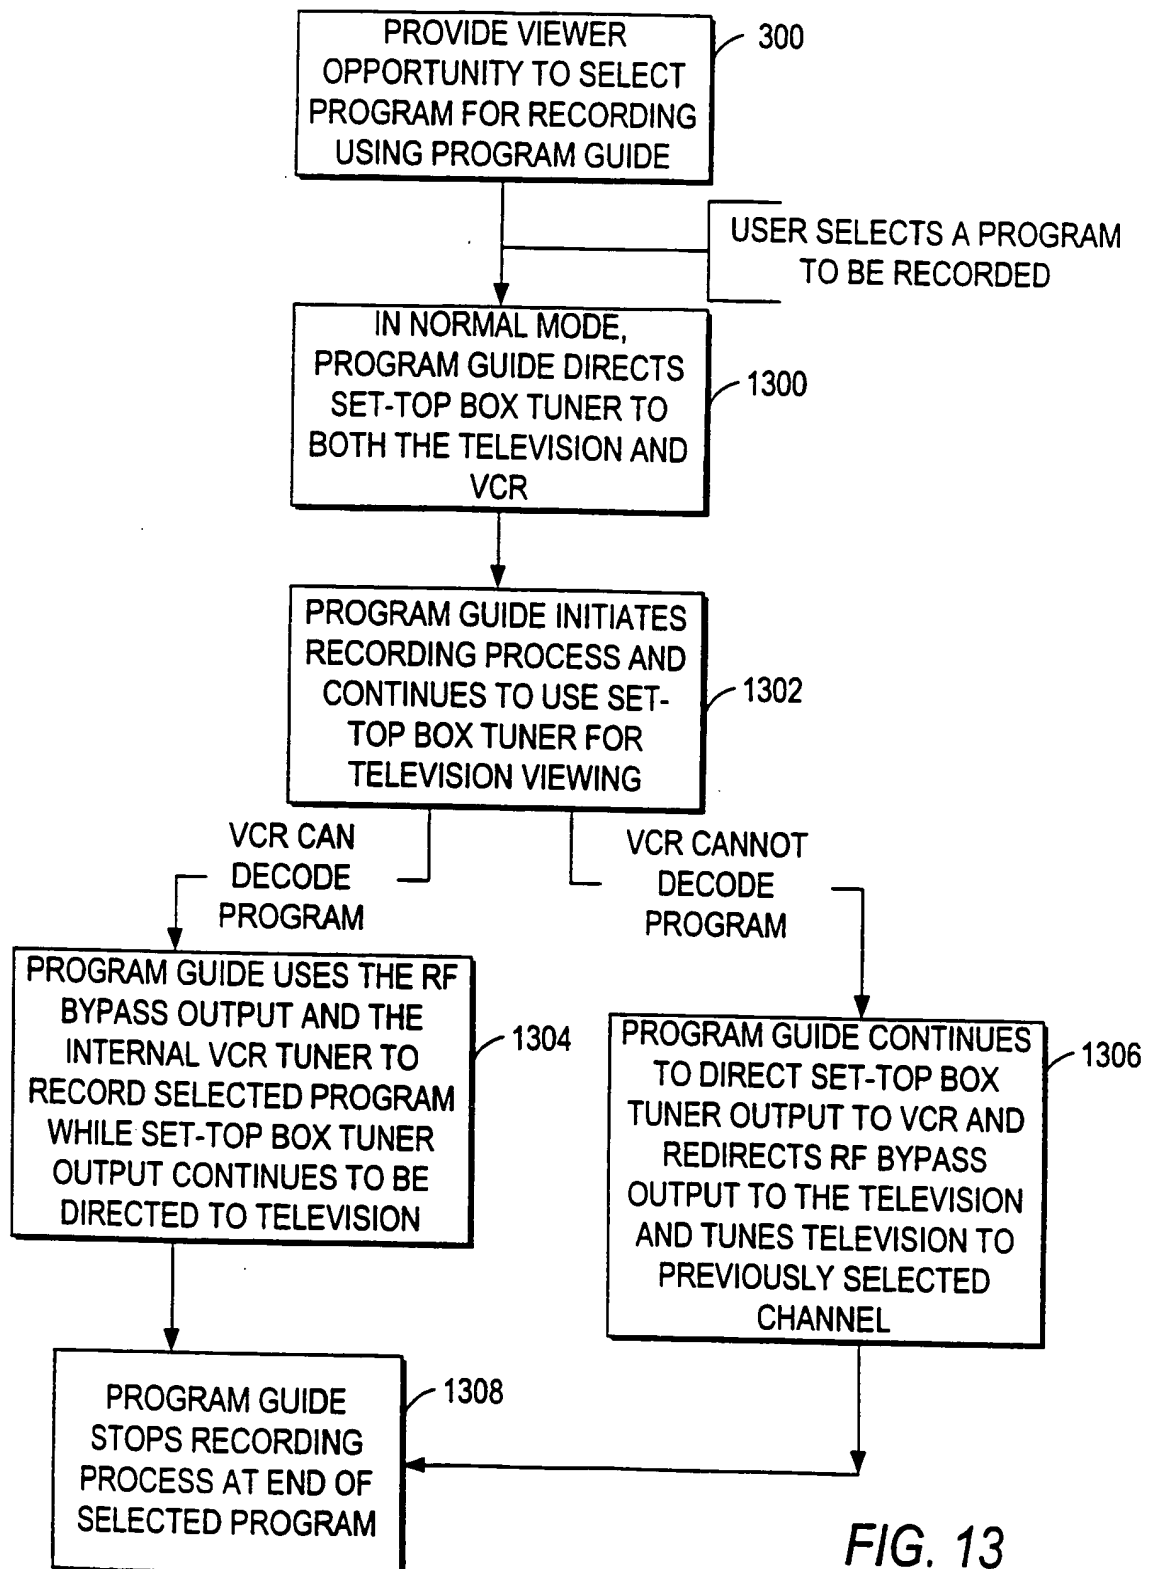 PROVIDE VIEWER
OPPORTUNITY TO SELECT
PROGRAM FOR RECORDING
USING PROGRAM GUIDE
300
USER SELECTS A PROGRAM
TO BE RECORDED
IN NORMAL MODE,
PROGRAM GUIDE DIRECTS
SET-TOP BOX TUNER TO
BOTH THE TELEVISION AND
VCR
1300
PROGRAM GUIDE INITIATES
RECORDING PROCESS AND
CONTINUES TO USE SET-
TOP BOX TUNER FOR
TELEVISION VIEWING
1302
VCR CAN
DECODE
PROGRAM
VCR CANNOT
DECODE
PROGRAM
PROGRAM GUIDE USES THE RF
BYPASS OUTPUT AND THE
INTERNAL VCR TUNER TO
RECORD SELECTED PROGRAM
WHILE SET-TOP BOX TUNER
OUTPUT CONTINUES TO BE
DIRECTED TO TELEVISION
1304
PROGRAM GUIDE CONTINUES
TO DIRECT SET-TOP BOX
TUNER OUTPUT TO VCR AND
REDIRECTS RF BYPASS
OUTPUT TO THE TELEVISION
AND TUNES TELEVISION TO
PREVIOUSLY SELECTED
CHANNEL
1306
PROGRAM GUIDE
STOPS RECORDING
PROCESS AT END OF
SELECTED PROGRAM
1308
FIG. 13